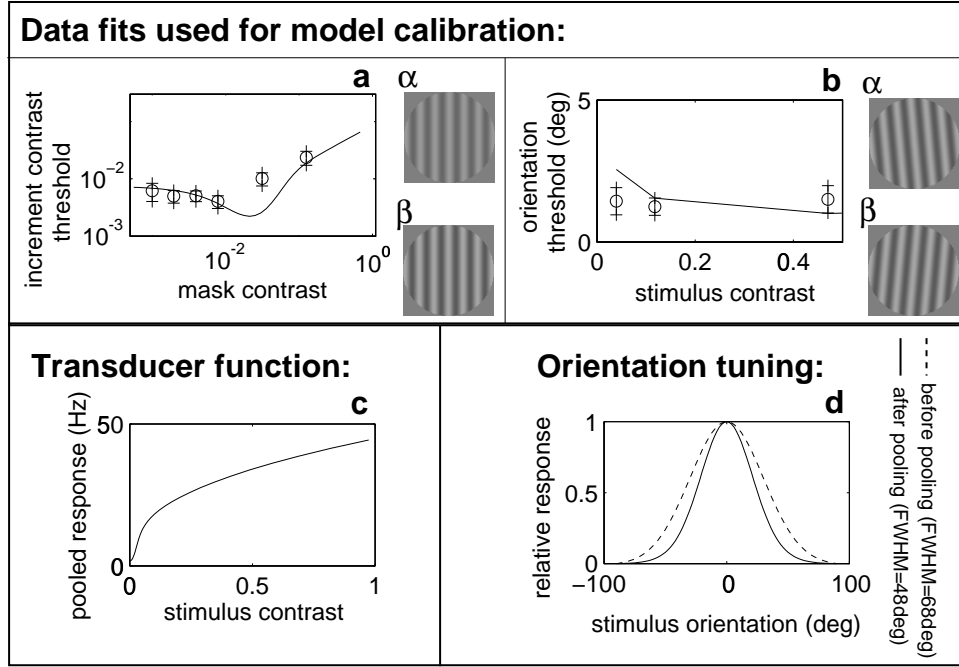 Data fits used for model calibration:
a
α
β
increment contrast
threshold
10⁻²
10⁻³
10⁻²
10⁰
mask contrast
b
α
β
orientation
threshold (deg)
5
0
0
0.2
0.4
stimulus contrast
Transducer function:
c
pooled response (Hz)
50
0
0
0.5
1
stimulus contrast
Orientation tuning:
d
relative response
1
0.5
0
−100
0
100
stimulus orientation (deg)
before pooling (FWHM=68deg)
after pooling (FWHM=48deg)